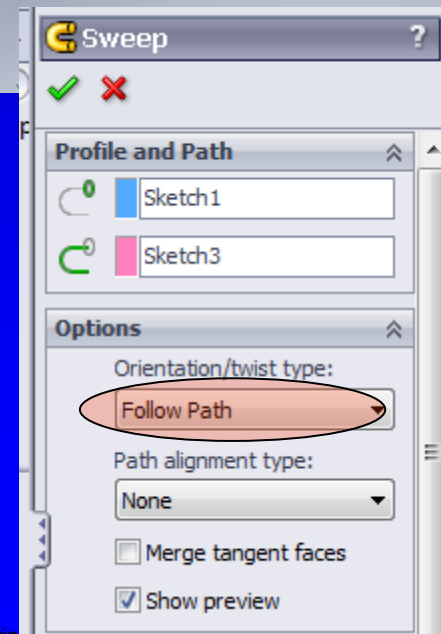 Sweep ?
Profile and Path
Sketch1
Sketch3
Options
Orientation/twist type:
Follow Path
Path alignment type:
None
Merge tangent faces
Show preview